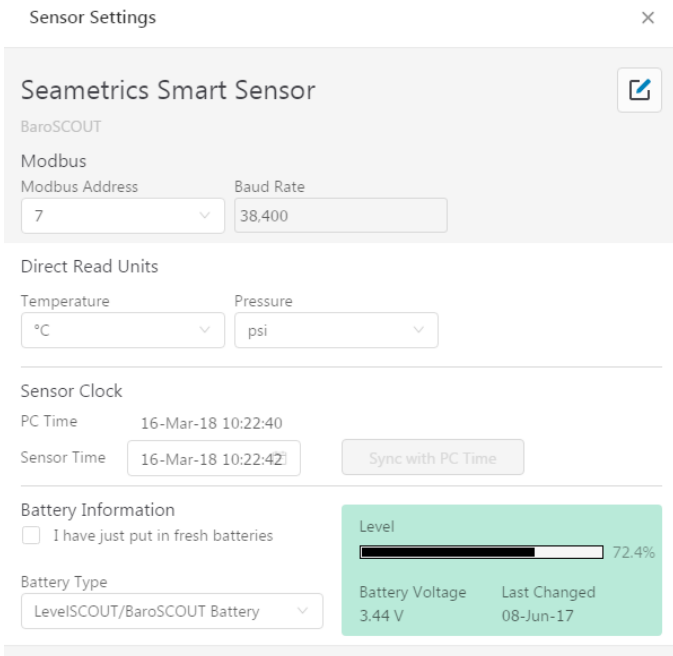 Sensor Settings
Seametrics Smart Sensor
BaroSCOUT
Modbus
Modbus Address Baud Rate
7 38,400
Direct Read Units
Temperature Pressure
°C psi
Sensor Clock
PC Time 16-Mar-18 10:22:40
Sensor Time 16-Mar-18 10:22:42 Sync with PC Time
Battery Information
I have just put in fresh batteries
Level
72.4%
Battery Type
LevelSCOUT/BaroSCOUT Battery
Battery Voltage Last Changed
3.44 V 08-Jun-17